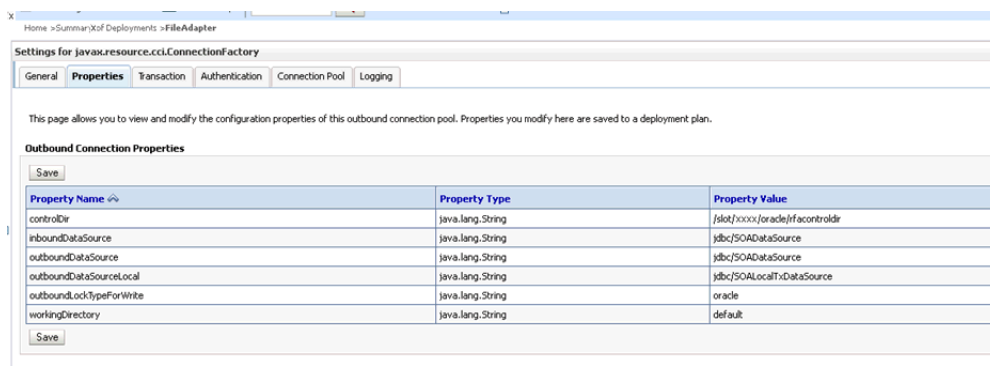 x
Home >Summary of Deployments >FileAdapter
Settings for javax.resource.cci.ConnectionFactory
General Properties Transaction Authentication Connection Pool Logging
This page allows you to view and modify the configuration properties of this outbound connection pool. Properties you modify here are saved to a deployment plan.
Outbound Connection Properties
Save
Property Name Property Type Property Value
controlDir java.lang.String /slot/xxxx/oracle/rfacontroldir
inboundDataSource java.lang.String jdbc/SOADataSource
outboundDataSource java.lang.String jdbc/SOADataSource
outboundDataSourceLocal java.lang.String jdbc/SOALocalTxDataSource
outboundLockTypeForWrite java.lang.String oracle
workingDirectory java.lang.String default
Save